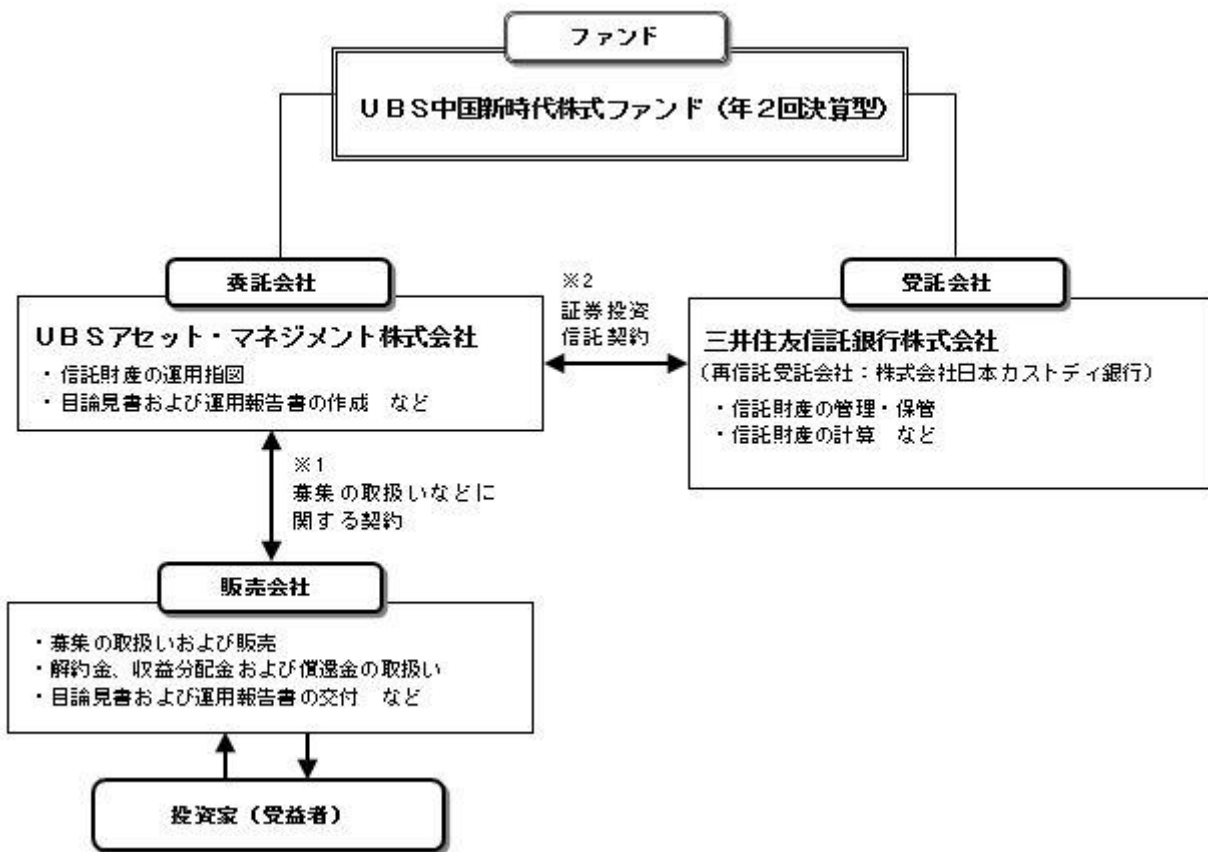 ファンド
ＵＢＳ中国新時代株式ファンド（年２回決算型）
委託会社
ＵＢＳアセット・マネジメント株式会社
・信託財産の運用指図
・目論見書および運用報告書の作成　など
※2
証券投資
信託契約
受託会社
三井住友信託銀行株式会社
（再信託受託会社：株式会社日本カストディ銀行）
・信託財産の管理・保管
・信託財産の計算　など
※1
募集の取扱いなどに
関する契約
販売会社
・募集の取扱いおよび販売
・解約金、収益分配金および償還金の取扱い
・目論見書および運用報告書の交付　など
投資家（受益者）